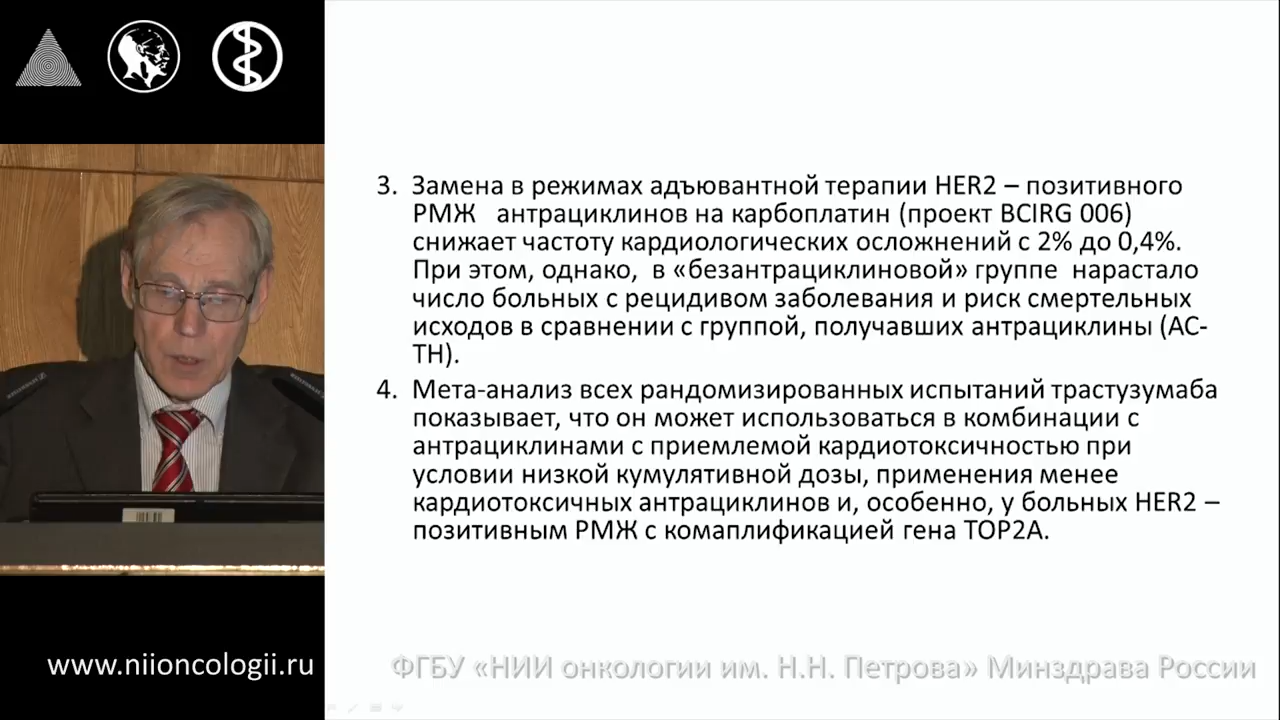 3. Замена в режимах адъювантной терапии HER2 – позитивного
РМЖ антрациклинов на карбоплатин (проект BCIRG 006)
снижает частоту кардиологических осложнений с 2% до 0,4%.
При этом, однако, в «безантрациклиновой» группе нарастало
число больных с рецидивом заболевания и риск смертельных
исходов в сравнении с группой, получавших антрациклины (AC-
TH).
4. Мета-анализ всех рандомизированных испытаний трастузумаба
показывает, что он может использоваться в комбинации с
антрациклинами с приемлемой кардиотоксичностью при
условии низкой кумулятивной дозы, применения менее
кардиотоксичных антрациклинов и, особенно, у больных HER2 –
позитивным РМЖ с комаплификацией гена TOP2A.
www.niioncologii.ru
ФГБУ «НИИ онкологии им. Н.Н. Петрова» Минздрава России